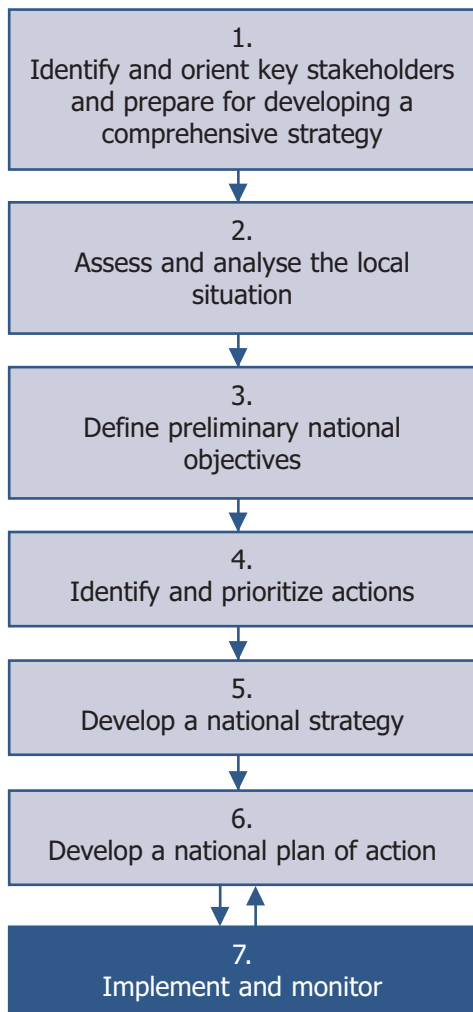 1.
Identify and orient key stakeholders
and prepare for developing a
comprehensive strategy
2.
Assess and analyse the local
situation
3.
Define preliminary national
objectives
4.
Identify and prioritize actions
5.
Develop a national strategy
6.
Develop a national plan of action
7.
Implement and monitor